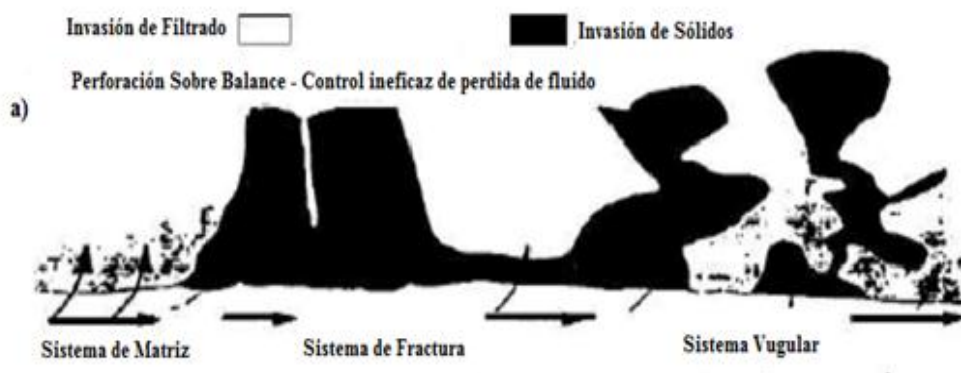 Invasión de Filtrado
Invasión de Sólidos
Perforación Sobre Balance - Control ineficaz de perdida de fluido
a)
Sistema de Matriz
Sistema de Fractura
Sistema Vugular